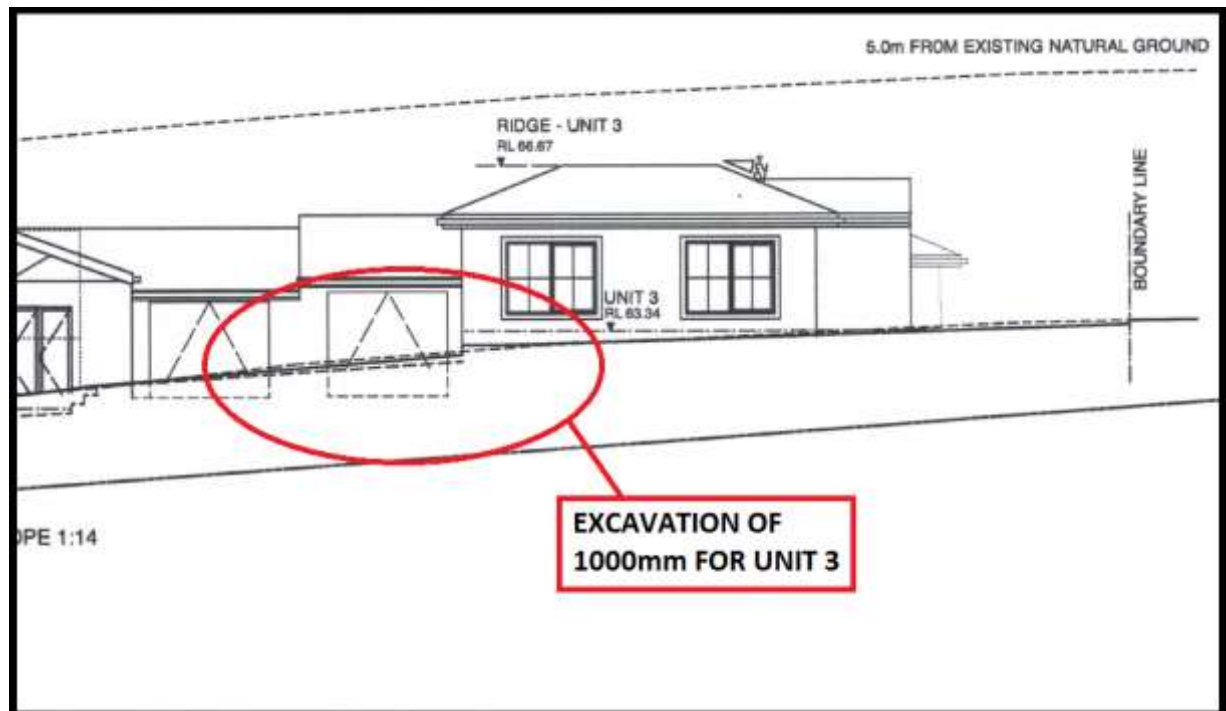 5.0m FROM EXISTING NATURAL GROUND
RIDGE - UNIT 3
RL 66.67
BOUNDARY LINE
UNIT 3
RL 63.34
OPE 1:14
EXCAVATION OF
1000mm FOR UNIT 3